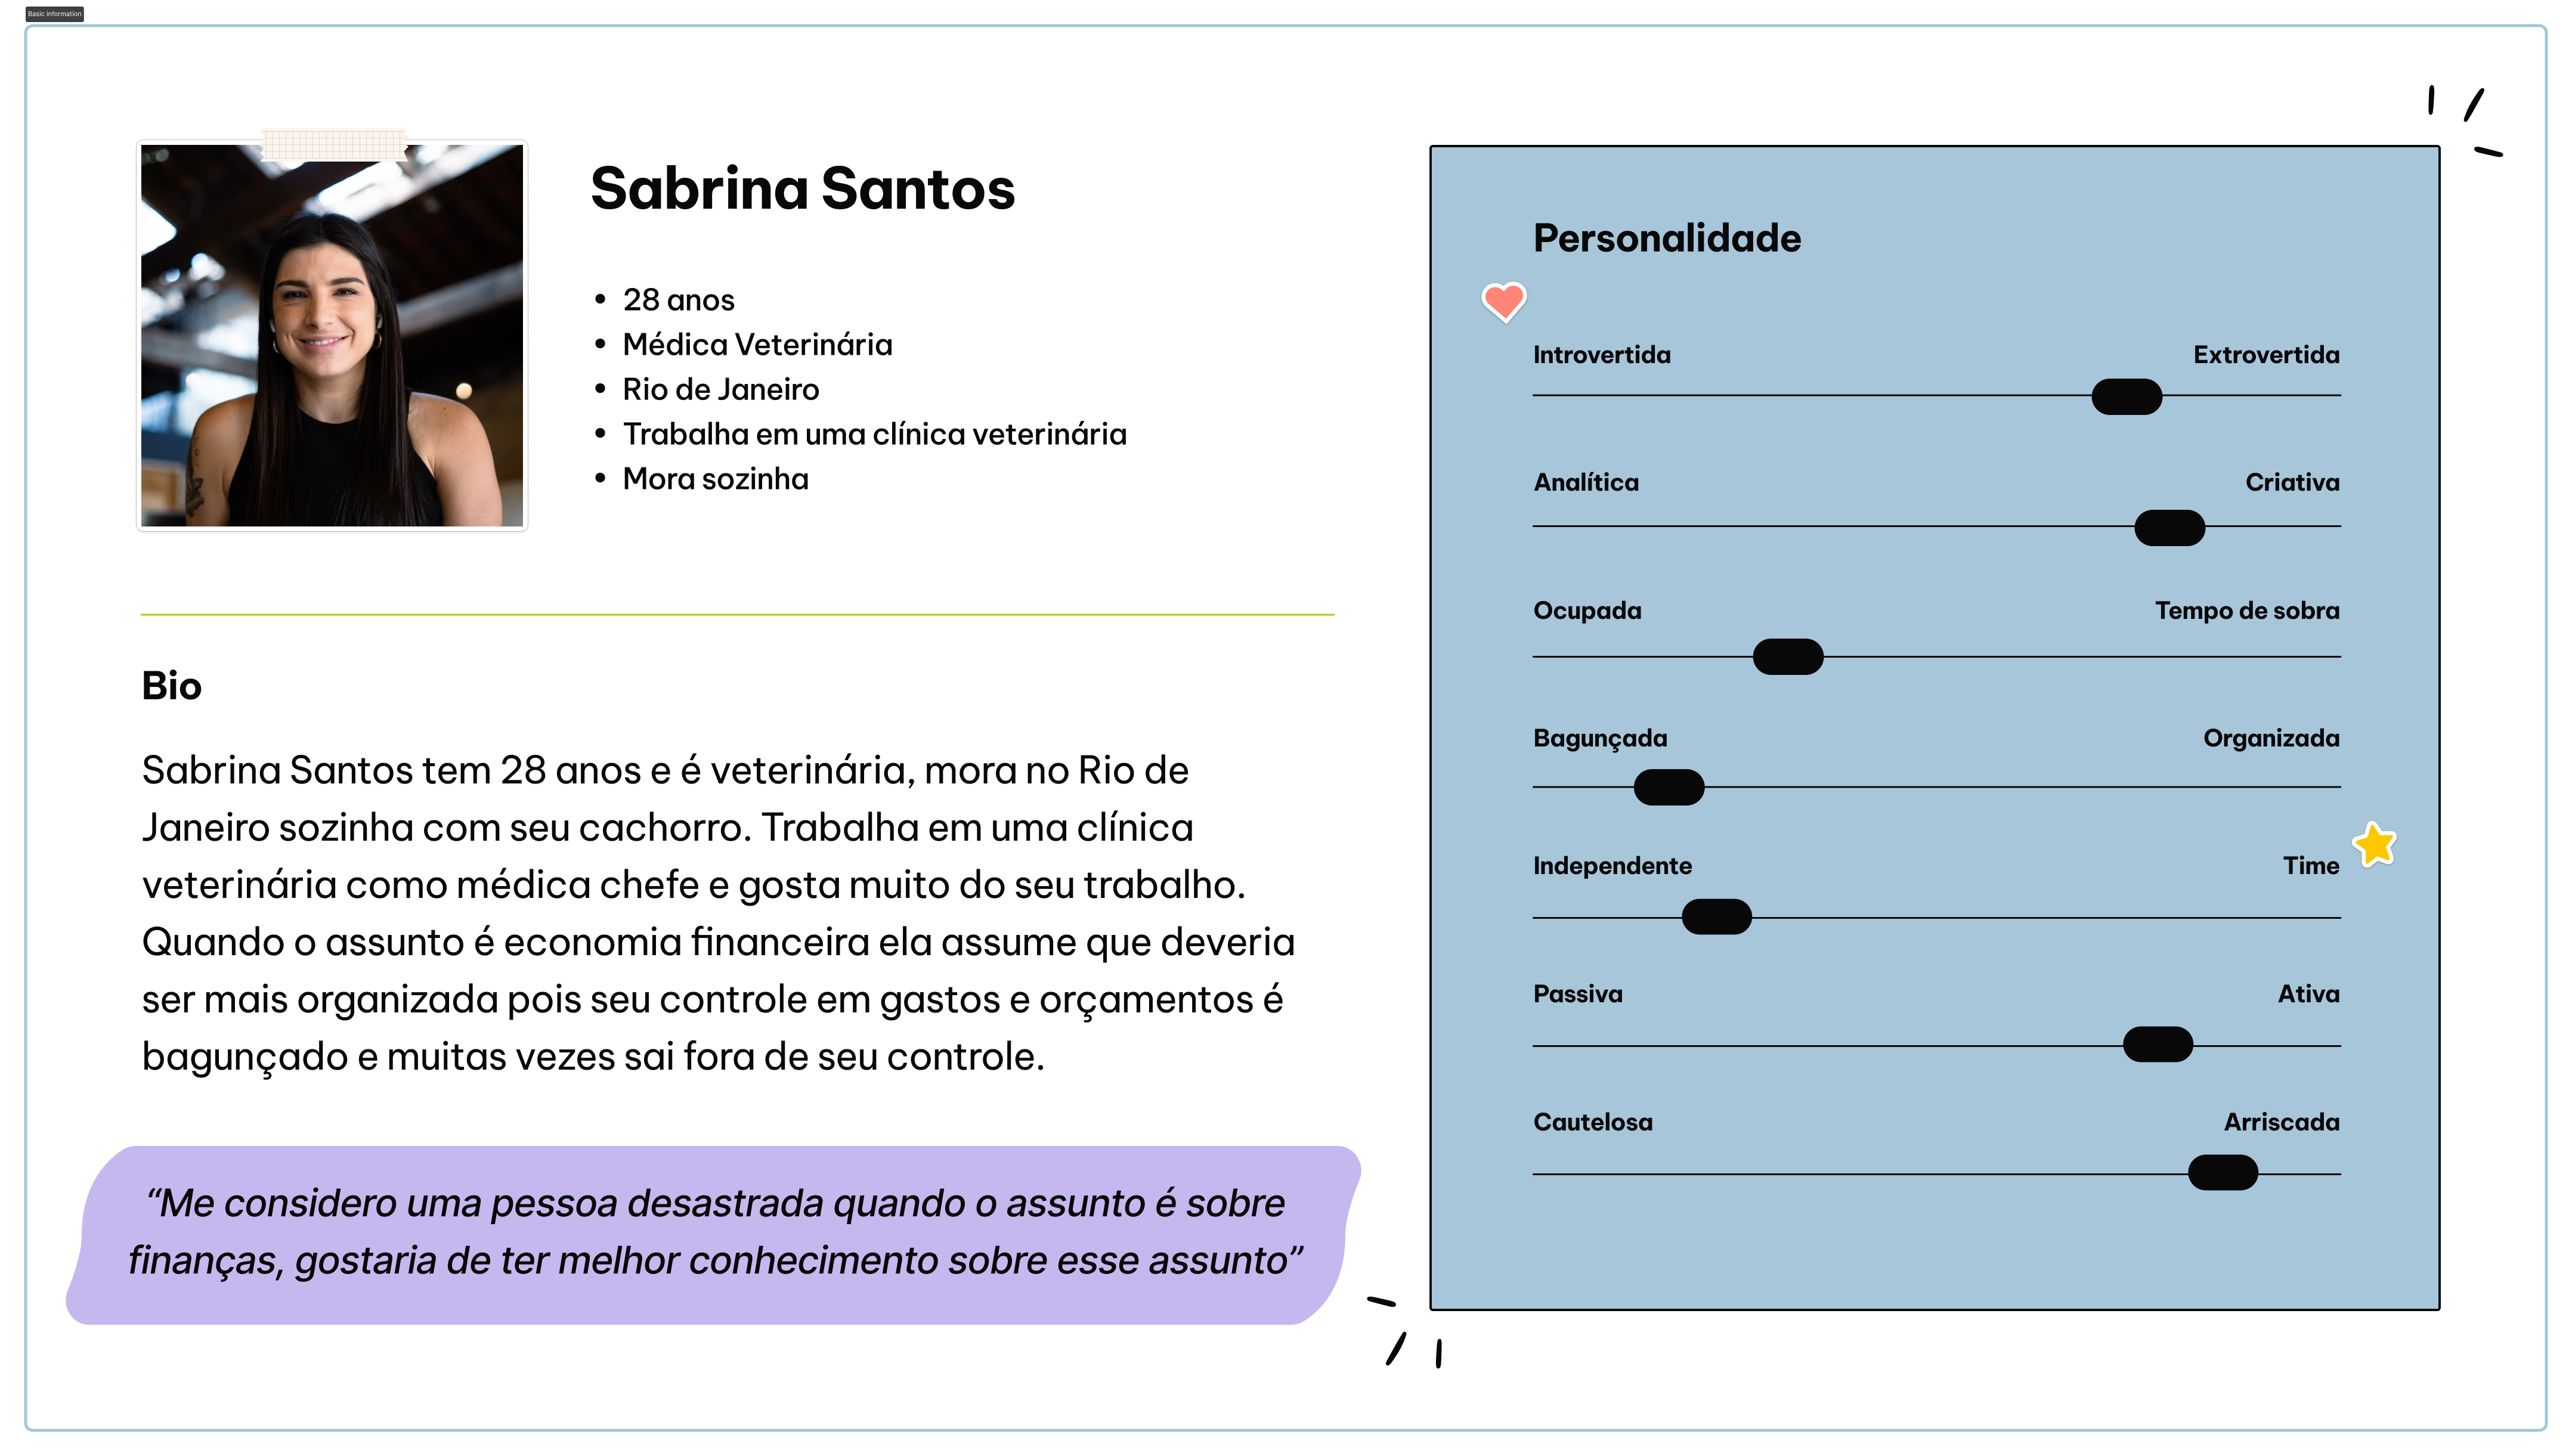 Basic information
Sabrina Santos
• 28 anos
• Médica Veterinária
• Rio de Janeiro
• Trabalha em uma clínica veterinária
• Mora sozinha
Bio
Sabrina Santos tem 28 anos e é veterinária, mora no Rio de
Janeiro sozinha com seu cachorro. Trabalha em uma clínica
veterinária como médica chefe e gosta muito do seu trabalho.
Quando o assunto é economia financeira ela assume que deveria
ser mais organizada pois seu controle em gastos e orçamentos é
bagunçado e muitas vezes sai fora de seu controle.
“Me considero uma pessoa desastrada quando o assunto é sobre
finanças, gostaria de ter melhor conhecimento sobre esse assunto”
Personalidade
Introvertida Extrovertida
Analítica Criativa
Ocupada Tempo de sobra
Bagunçada Organizada
Independente Time
Passiva Ativa
Cautelosa Arriscada